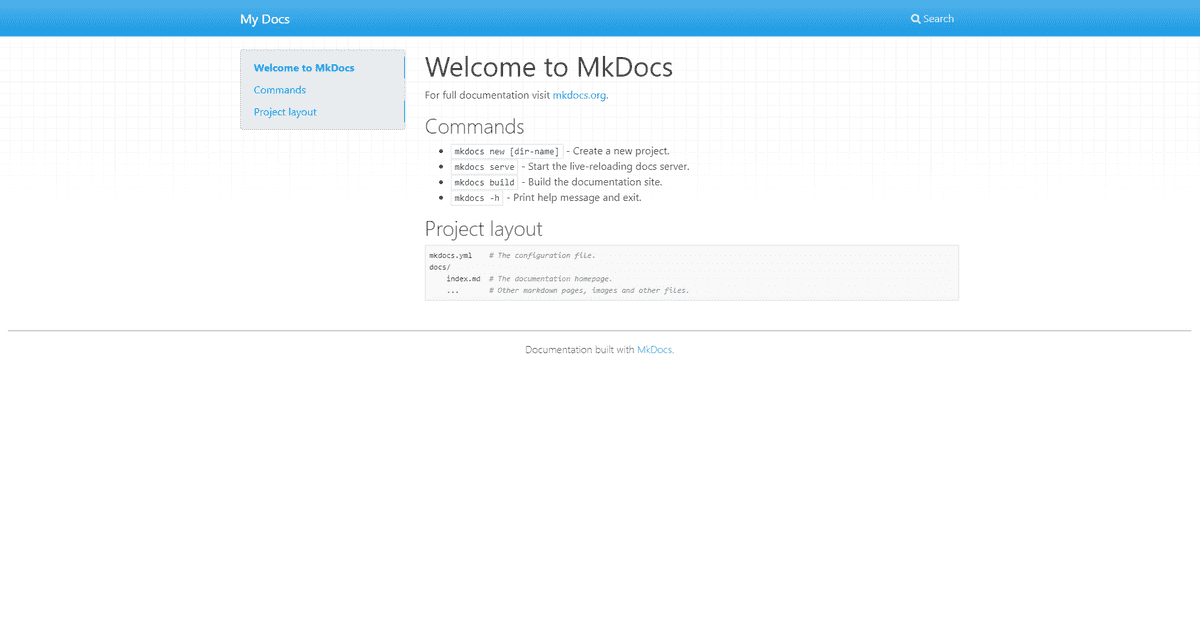 My Docs
Search
Welcome to MkDocs
Commands
Project layout
Welcome to MkDocs
For full documentation visit mkdocs.org.
Commands
mkdocs new [dir-name] - Create a new project.
mkdocs serve - Start the live-reloading docs server.
mkdocs build - Build the documentation site.
mkdocs -h - Print help message and exit.
Project layout
mkdocs.yml    # The configuration file.
docs/
    index.md  # The documentation homepage.
    ...       # Other markdown pages, images and other files.
Documentation built with MkDocs.